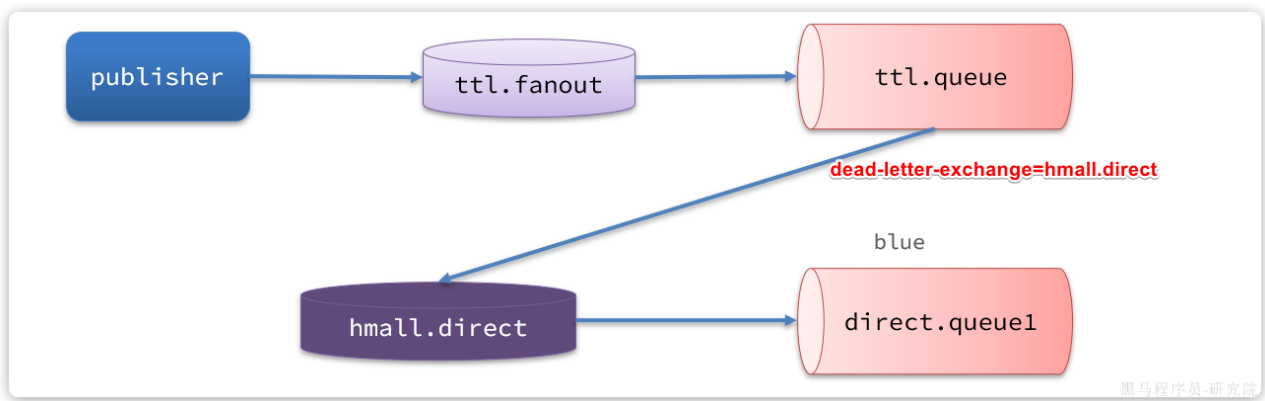 publisher
ttl.fanout
ttl.queue
dead-letter-exchange=hmall.direct
blue
hmall.direct
direct.queue1
黑马程序员-研究院